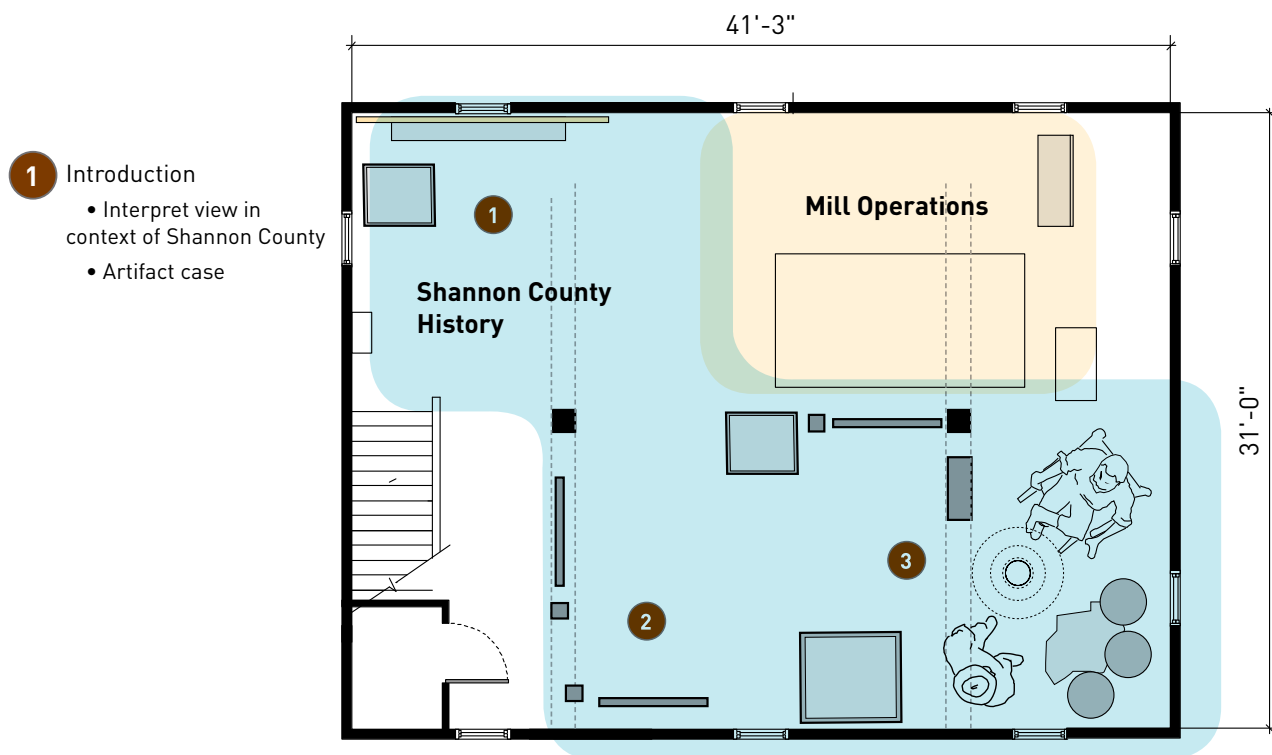 41'-3"
1 Introduction
• Interpret view in
context of Shannon County
• Artifact case
1
Mill Operations
Shannon County
History
31'-0"
3
2